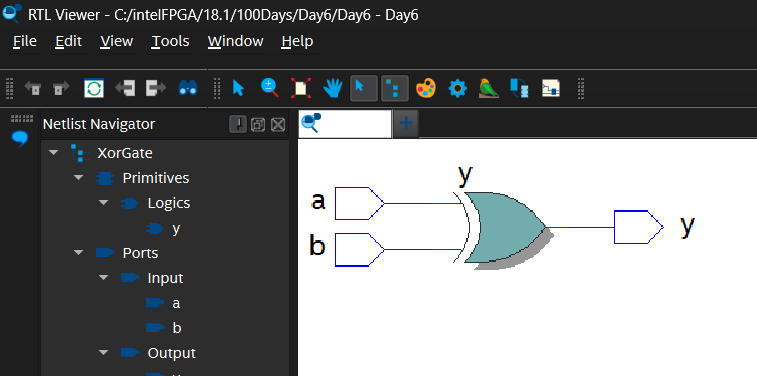 RTL Viewer - C:/intelFPGA/18.1/100Days/Day6/Day6 - Day6
File Edit View Tools Window Help
Netlist Navigator
XorGate
Primitives
Logics
y
Ports
Input
a
b
Output
y
a
b
y